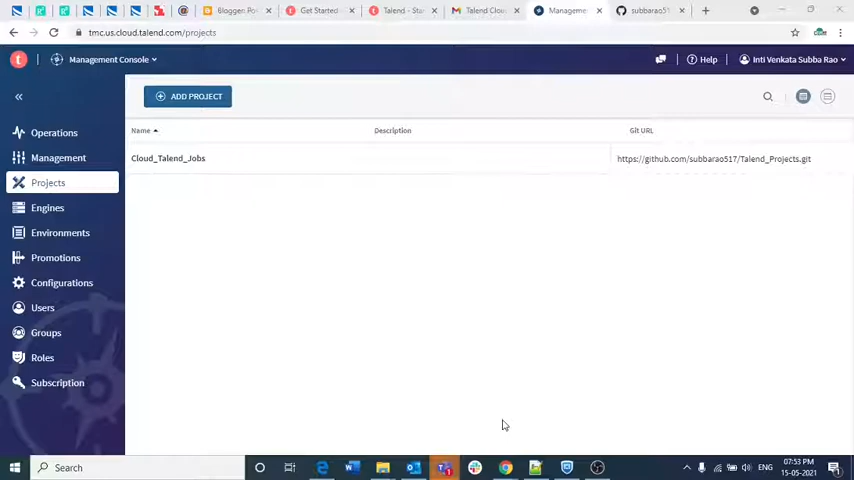 Bloggen Po
Get Started
Talend - Sta
Talend Clou
Manageme
subbarao51
tmc.us.cloud.talend.com/projects
Management Console
Help
Inti Venkata Subba Rao
ADD PROJECT
Operations
Management
Projects
Engines
Environments
Promotions
Configurations
Users
Groups
Roles
Subscription
Name
Description
Git URL
Cloud_Talend_Jobs
https://github.com/subbarao517/Talend_Projects.git
Search
ENG
07:53 PM
15-05-2021